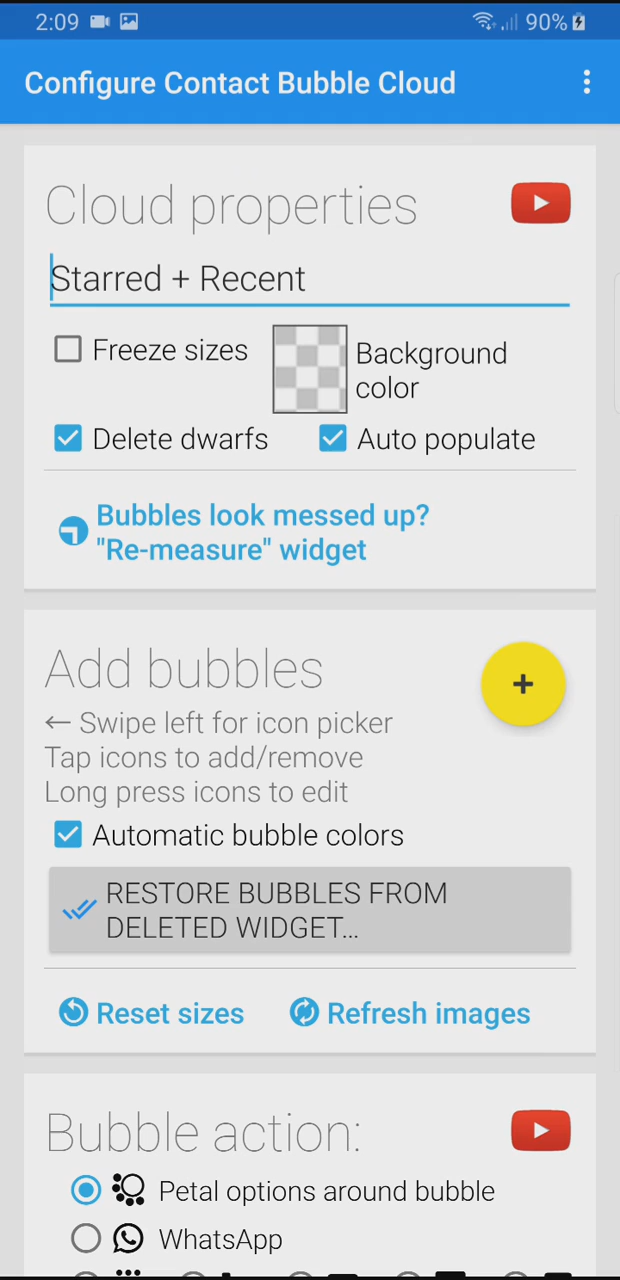 2:09 90%
Configure Contact Bubble Cloud
Cloud properties
Starred + Recent
Freeze sizes
Background
color
Delete dwarfs
Auto populate
Bubbles look messed up?
"Re-measure" widget
Add bubbles
+
← Swipe left for icon picker
Tap icons to add/remove
Long press icons to edit
Automatic bubble colors
RESTORE BUBBLES FROM
DELETED WIDGET...
Reset sizes
Refresh images
Bubble action:
Petal options around bubble
WhatsApp